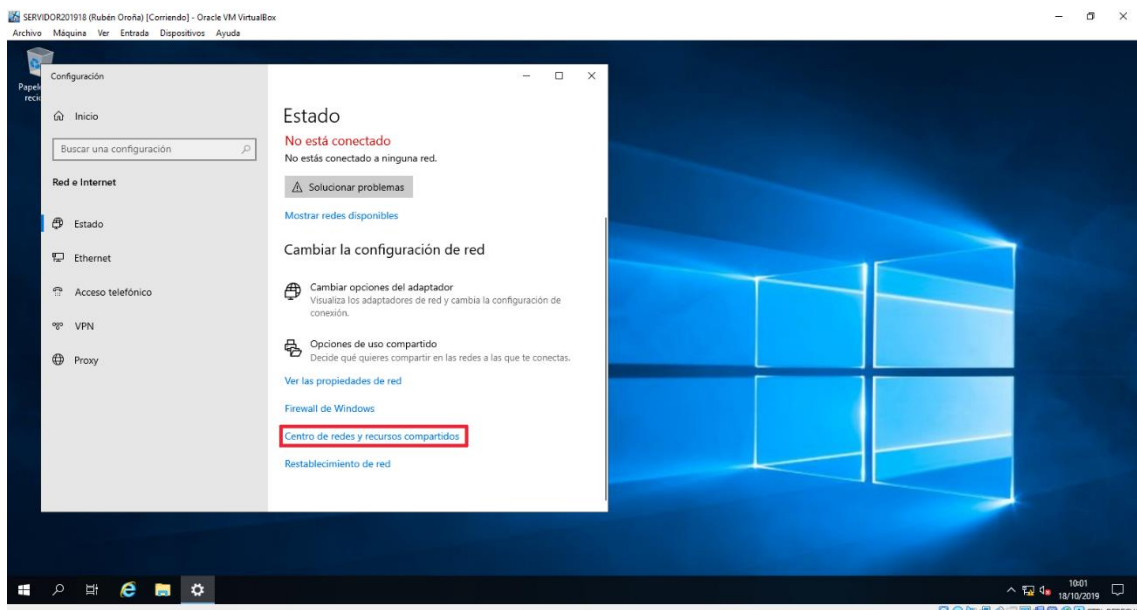 SERVIDOR201918 (Rubén Oroña) [Corriendo] - Oracle VM VirtualBox
Archivo Máquina Ver Entrada Dispositivos Ayuda
Configuración
Inicio
Buscar una configuración
Red e Internet
Estado
Ethernet
Acceso telefónico
VPN
Proxy
Estado
No está conectado
No estás conectado a ninguna red.
Solucionar problemas
Mostrar redes disponibles
Cambiar la configuración de red
Cambiar opciones del adaptador
Visualiza los adaptadores de red y cambia la configuración de
conexión.
Opciones de uso compartido
Decide qué quieres compartir en las redes a las que te conectas.
Ver las propiedades de red
Firewall de Windows
Centro de redes y recursos compartidos
Restablecimiento de red
10:01
18/10/2019